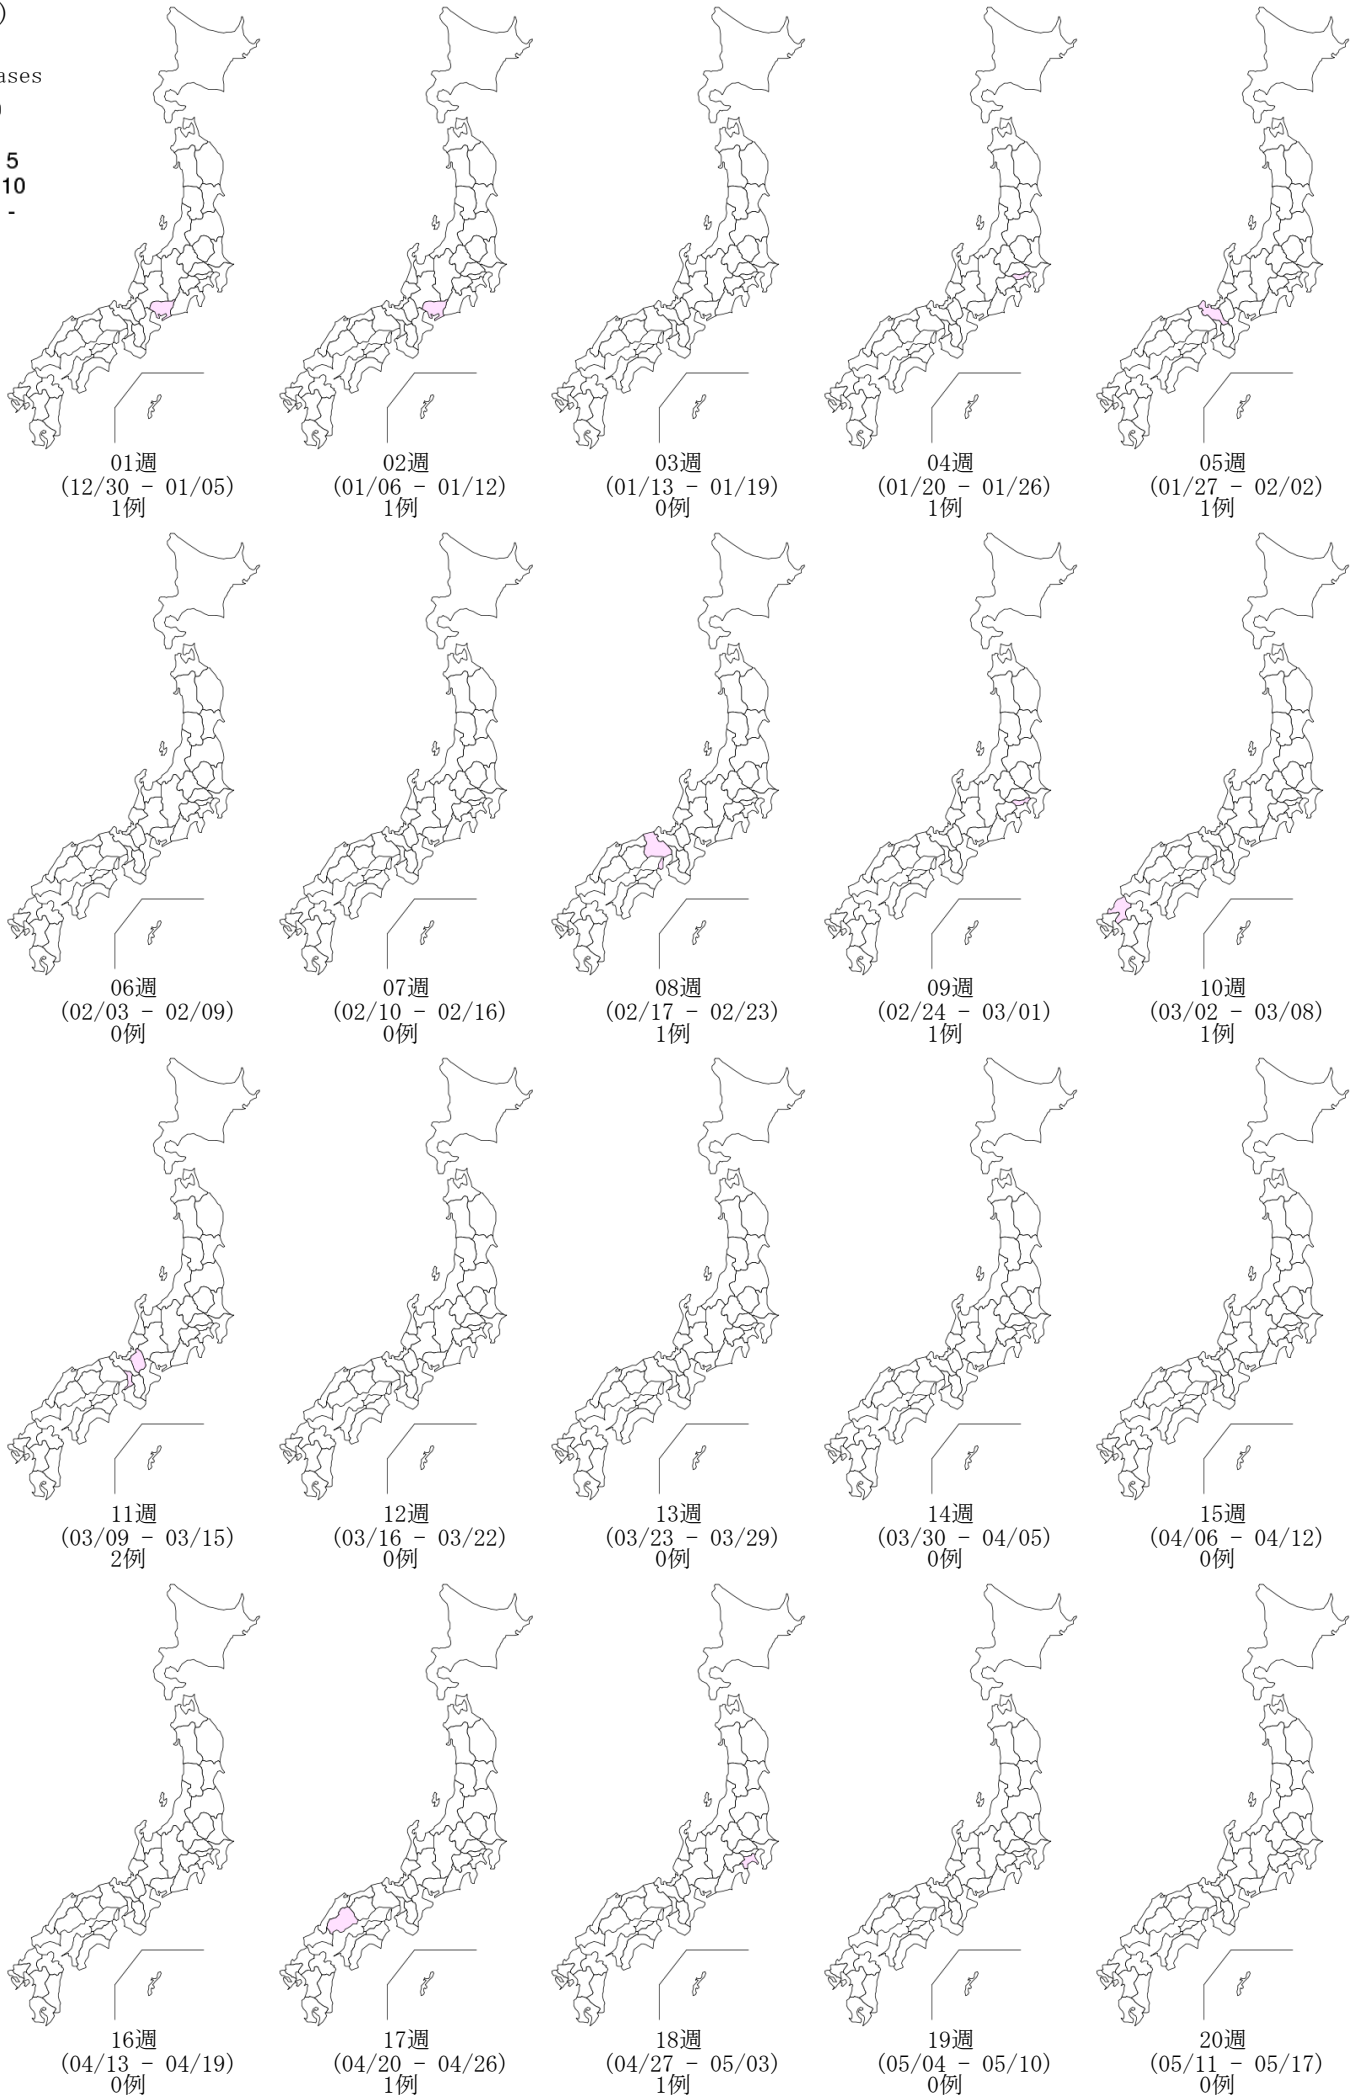 )
ases
5
10
-
01週
(12/30 - 01/05)
1例
02週
(01/06 - 01/12)
1例
03週
(01/13 - 01/19)
0例
04週
(01/20 - 01/26)
1例
05週
(01/27 - 02/02)
1例
06週
(02/03 - 02/09)
0例
07週
(02/10 - 02/16)
0例
08週
(02/17 - 02/23)
1例
09週
(02/24 - 03/01)
1例
10週
(03/02 - 03/08)
1例
11週
(03/09 - 03/15)
2例
12週
(03/16 - 03/22)
0例
13週
(03/23 - 03/29)
0例
14週
(03/30 - 04/05)
0例
15週
(04/06 - 04/12)
0例
16週
(04/13 - 04/19)
0例
17週
(04/20 - 04/26)
1例
18週
(04/27 - 05/03)
1例
19週
(05/04 - 05/10)
0例
20週
(05/11 - 05/17)
0例